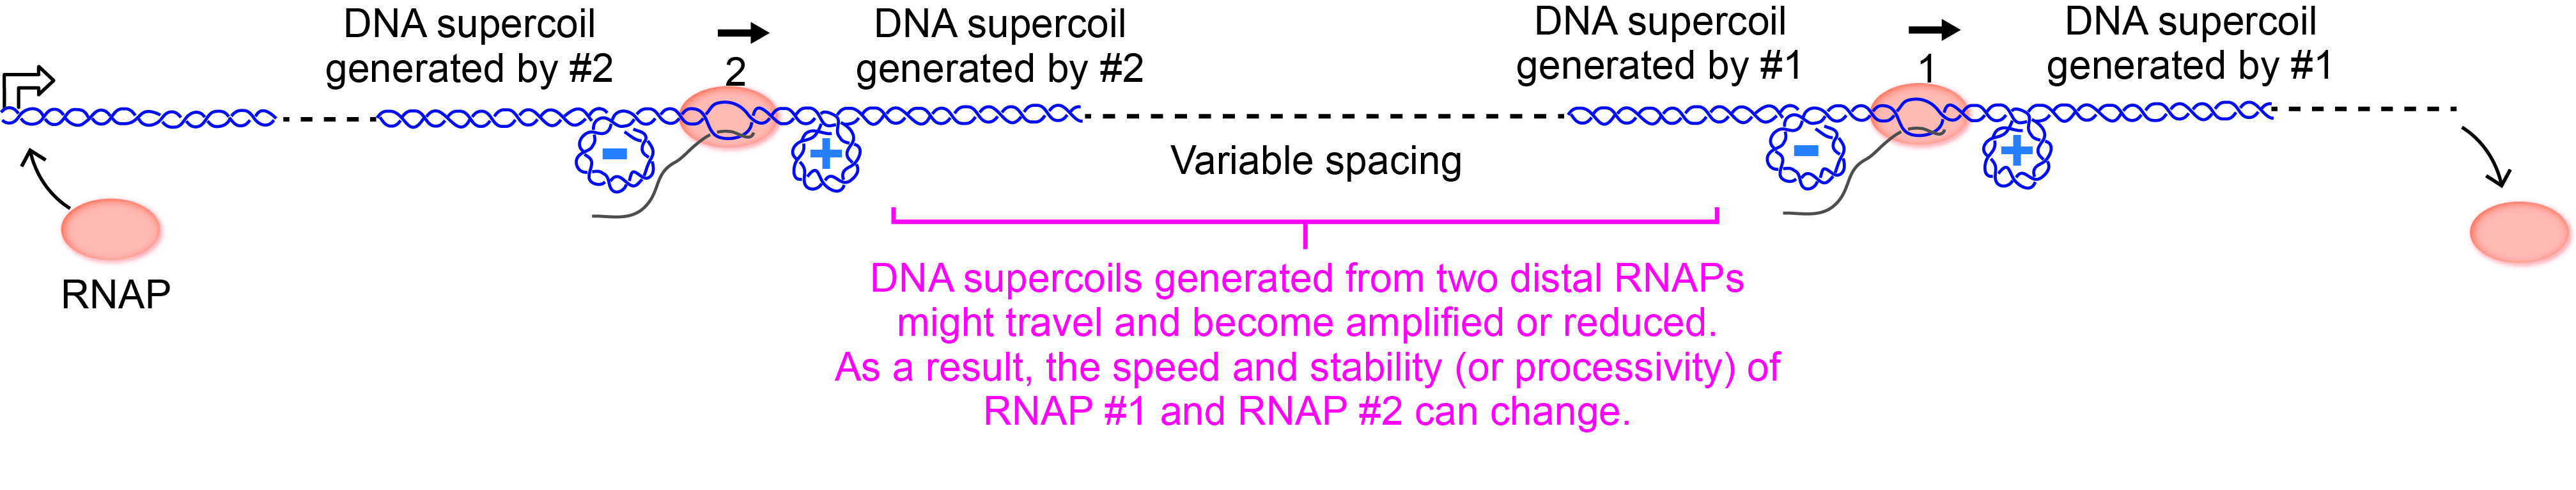 DNA supercoil
generated by #2
2
DNA supercoil
generated by #2
DNA supercoil
generated by #1
1
DNA supercoil
generated by #1
-
+
-
+
Variable spacing
RNAP
DNA supercoils generated from two distal RNAPs
might travel and become amplified or reduced.
As a result, the speed and stability (or processivity) of
RNAP #1 and RNAP #2 can change.